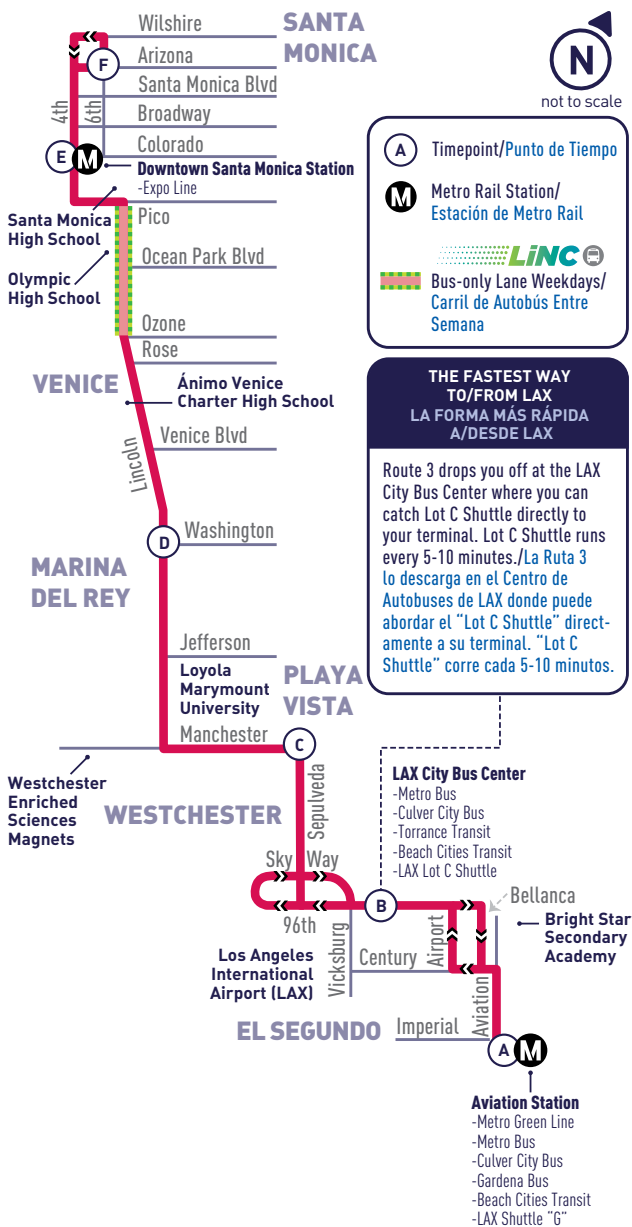 Wilshire
SANTA
MONICA
Arizona
F
Santa Monica Blvd
4th
6th
Broadway
Colorado
E
M
Downtown Santa Monica Station
-Expo Line
Santa Monica
High School
Pico
Olympic
High School
Ocean Park Blvd
Ozone
Rose
VENICE
Ánimo Venice
Charter High School
Lincoln
Venice Blvd
D
Washington
MARINA
DEL REY
Jefferson
Loyola
Marymount
University
PLAYA
VISTA
Manchester
C
Westchester
Enriched
Sciences
Magnets
WESTCHESTER
Sepulveda
Sky Way
96th
B
LAX City Bus Center
-Metro Bus
-Culver City Bus
-Torrance Transit
-Beach Cities Transit
-LAX Lot C Shuttle
Bellanca
Bright Star
Secondary
Academy
Los Angeles
International
Airport (LAX)
Vicksburg
Century
Airport
Aviation
EL SEGUNDO
Imperial
A
M
Aviation Station
-Metro Green Line
-Metro Bus
-Culver City Bus
-Gardena Bus
-Beach Cities Transit
-LAX Shuttle "G"
N
not to scale
A
Timepoint/Punto de Tiempo
M
Metro Rail Station/
Estación de Metro Rail
LiNC
Bus-only Lane Weekdays/
Carril de Autobús Entre
Semana
THE FASTEST WAY
TO/FROM LAX
LA FORMA MÁS RÁPIDA
A/DESDE LAX
Route 3 drops you off at the LAX
City Bus Center where you can
catch Lot C Shuttle directly to
your terminal. Lot C Shuttle runs
every 5-10 minutes./La Ruta 3
lo descarga en el Centro de
Autobuses de LAX donde puede
abordar el “Lot C Shuttle” direct-
amente a su terminal. “Lot C
Shuttle” corre cada 5-10 minutos.